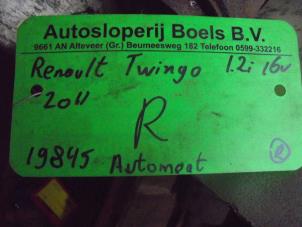 Autosloperij Boels B.V.
9661 AN Alteveer (Gr.) Beumeesweg 182 Telefoon 0599-332216
Renault Twingo 1.2i 16v
2011
R
19845 Automaat
R